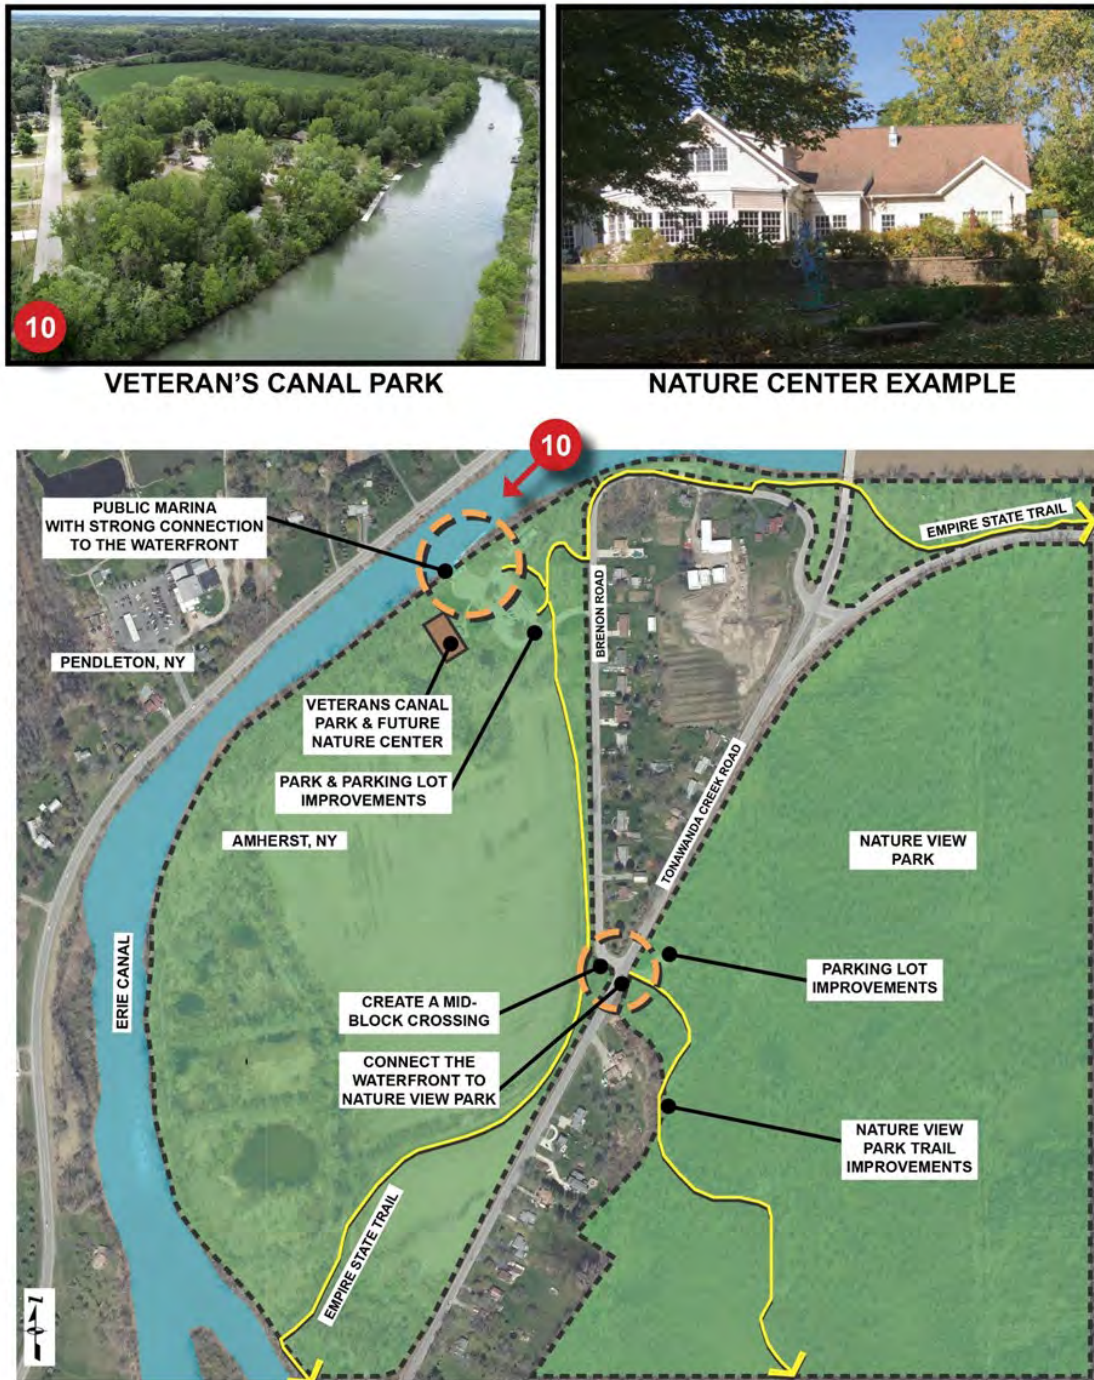 10
VETERAN'S CANAL PARK
NATURE CENTER EXAMPLE
10
PUBLIC MARINA
WITH STRONG CONNECTION
TO THE WATERFRONT
EMPIRE STATE TRAIL
BRENON ROAD
PENDLETON, NY
VETERANS CANAL
PARK & FUTURE
NATURE CENTER
PARK & PARKING LOT
IMPROVEMENTS
TONAWANDA CREEK ROAD
AMHERST, NY
NATURE VIEW
PARK
ERIE CANAL
CREATE A MID-
BLOCK CROSSING
PARKING LOT
IMPROVEMENTS
CONNECT THE
WATERFRONT TO
NATURE VIEW PARK
NATURE VIEW
PARK TRAIL
IMPROVEMENTS
EMPIRE STATE TRAIL
N